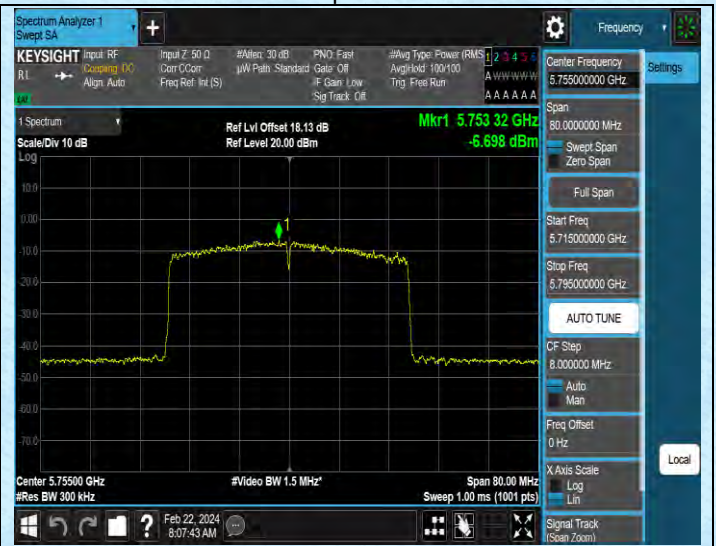 Spectrum Analyzer 1
Swept SA
Frequency
KEYSIGHT
RL
Input: RF
Coupling: DC
Align: Auto
Input Z: 50 Ω
Corr CCorr
Freq Ref: Int (S)
#Atten: 30 dB
µW Path: Standard
PNO: Fast
Gate: Off
IF Gain: Low
Sig Track: Off
#Avg Type: Power (RMS
Avg|Hold: 100/100
Trig: Free Run
1 2 3 4 5 6
A W W W W W
A A A A A A
1 Spectrum
Scale/Div 10 dB
Ref Lvl Offset 18.13 dB
Ref Level 20.00 dBm
Mkr1 5.753 32 GHz
-6.698 dBm
Log
10.0
0.00
-10.0
-20.0
-30.0
-40.0
-50.0
-60.0
-70.0
1
Center 5.75500 GHz
#Res BW 300 kHz
#Video BW 1.5 MHz*
Span 80.00 MHz
Sweep 1.00 ms (1001 pts)
Center Frequency
5.755000000 GHz
Settings
Span
80.0000000 MHz
Swept Span
Zero Span
Full Span
Start Freq
5.715000000 GHz
Stop Freq
5.795000000 GHz
AUTO TUNE
CF Step
8.000000 MHz
Auto
Man
Freq Offset
0 Hz
X Axis Scale
Log
Lin
Local
Signal Track
(Span Zoom)
?
Feb 22, 2024
8:07:43 AM